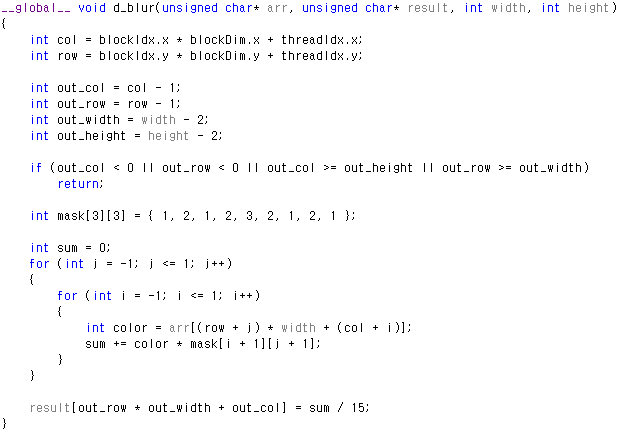 __global__ void d_blur(unsigned char* arr, unsigned char* result, int width, int height)
{
    int col = blockIdx.x * blockDim.x + threadIdx.x;
    int row = blockIdx.y * blockDim.y + threadIdx.y;

    int out_col = col - 1;
    int out_row = row - 1;
    int out_width = width - 2;
    int out_height = height - 2;

    if (out_col < 0 || out_row < 0 || out_col >= out_height || out_row >= out_width)
        return;

    int mask[3][3] = { 1, 2, 1, 2, 3, 2, 1, 2, 1 };

    int sum = 0;
    for (int j = -1; j <= 1; j++)
    {
        for (int i = -1; i <= 1; i++)
        {
            int color = arr[(row + j) * width + (col + i)];
            sum += color * mask[i + 1][j + 1];
        }
    }

    result[out_row * out_width + out_col] = sum / 15;
}